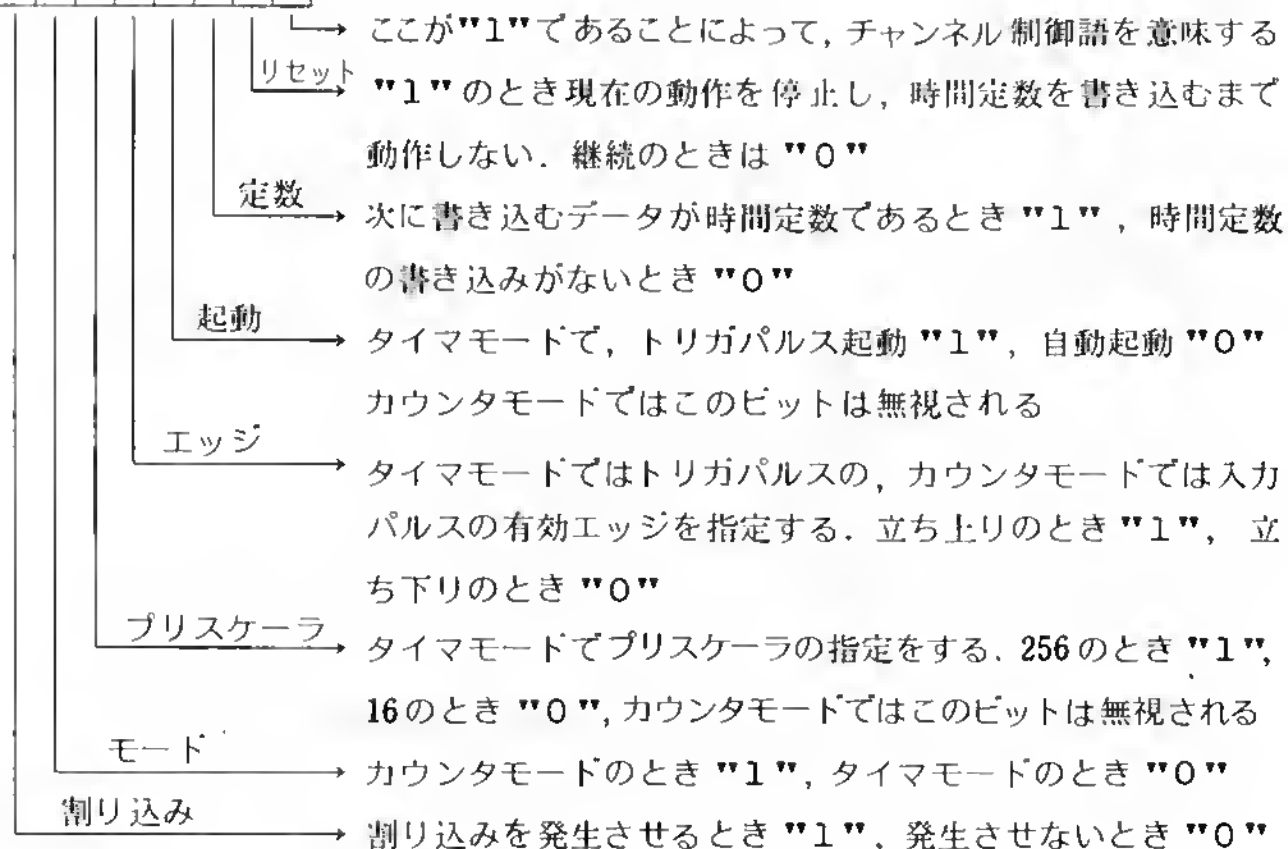 ここが"1"であることによって，チャンネル制御語を意味する
リセット
"1"のとき現在の動作を停止し，時間定数を書き込むまで
動作しない．継続のときは"0"
定数
次に書き込むデータが時間定数であるとき"1"，時間定数
の書き込みがないとき"0"
起動
タイマモードで，トリガパルス起動"1"，自動起動"0"
カウンタモードではこのビットは無視される
エッジ
タイマモードではトリガパルスの，カウンタモードでは入力
パルスの有効エッジを指定する．立ち上りのとき"1"，立
ち下りのとき"0"
プリスケーラ
タイマモードでプリスケーラの指定をする．256のとき"1"，
16のとき"0"，カウンタモードではこのビットは無視される
モード
カウンタモードのとき"1"，タイマモードのとき"0"
割り込み
割り込みを発生させるとき"1"，発生させないとき"0"